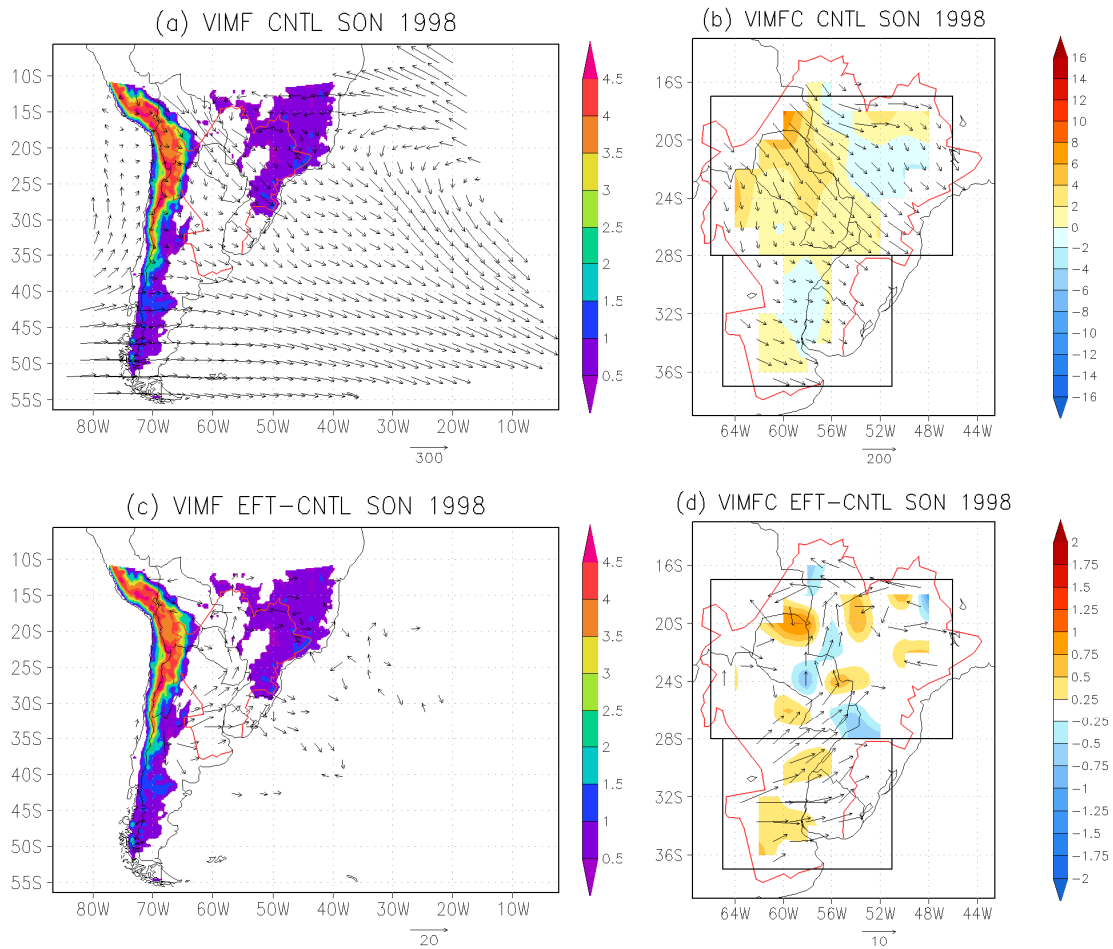 (a) VIMF CNTL SON 1998
10S
15S
20S
25S
30S
35S
40S
45S
50S
55S
80W 70W 60W 50W 40W 30W 20W 10W
300
4.5
4
3.5
3
2.5
2
1.5
1
0.5
(b) VIMFC CNTL SON 1998
16S
20S
24S
28S
32S
36S
64W 60W 56W 52W 48W 44W
200
16
14
12
10
8
6
4
2
0
−2
−4
−6
−8
−10
−12
−14
−16
(c) VIMF EFT−CNTL SON 1998
10S
15S
20S
25S
30S
35S
40S
45S
50S
55S
80W 70W 60W 50W 40W 30W 20W 10W
20
4.5
4
3.5
3
2.5
2
1.5
1
0.5
(d) VIMFC EFT−CNTL SON 1998
16S
20S
24S
28S
32S
36S
64W 60W 56W 52W 48W 44W
10
2
1.75
1.5
1.25
1
0.75
0.5
0.25
−0.25
−0.5
−0.75
−1
−1.25
−1.5
−1.75
−2